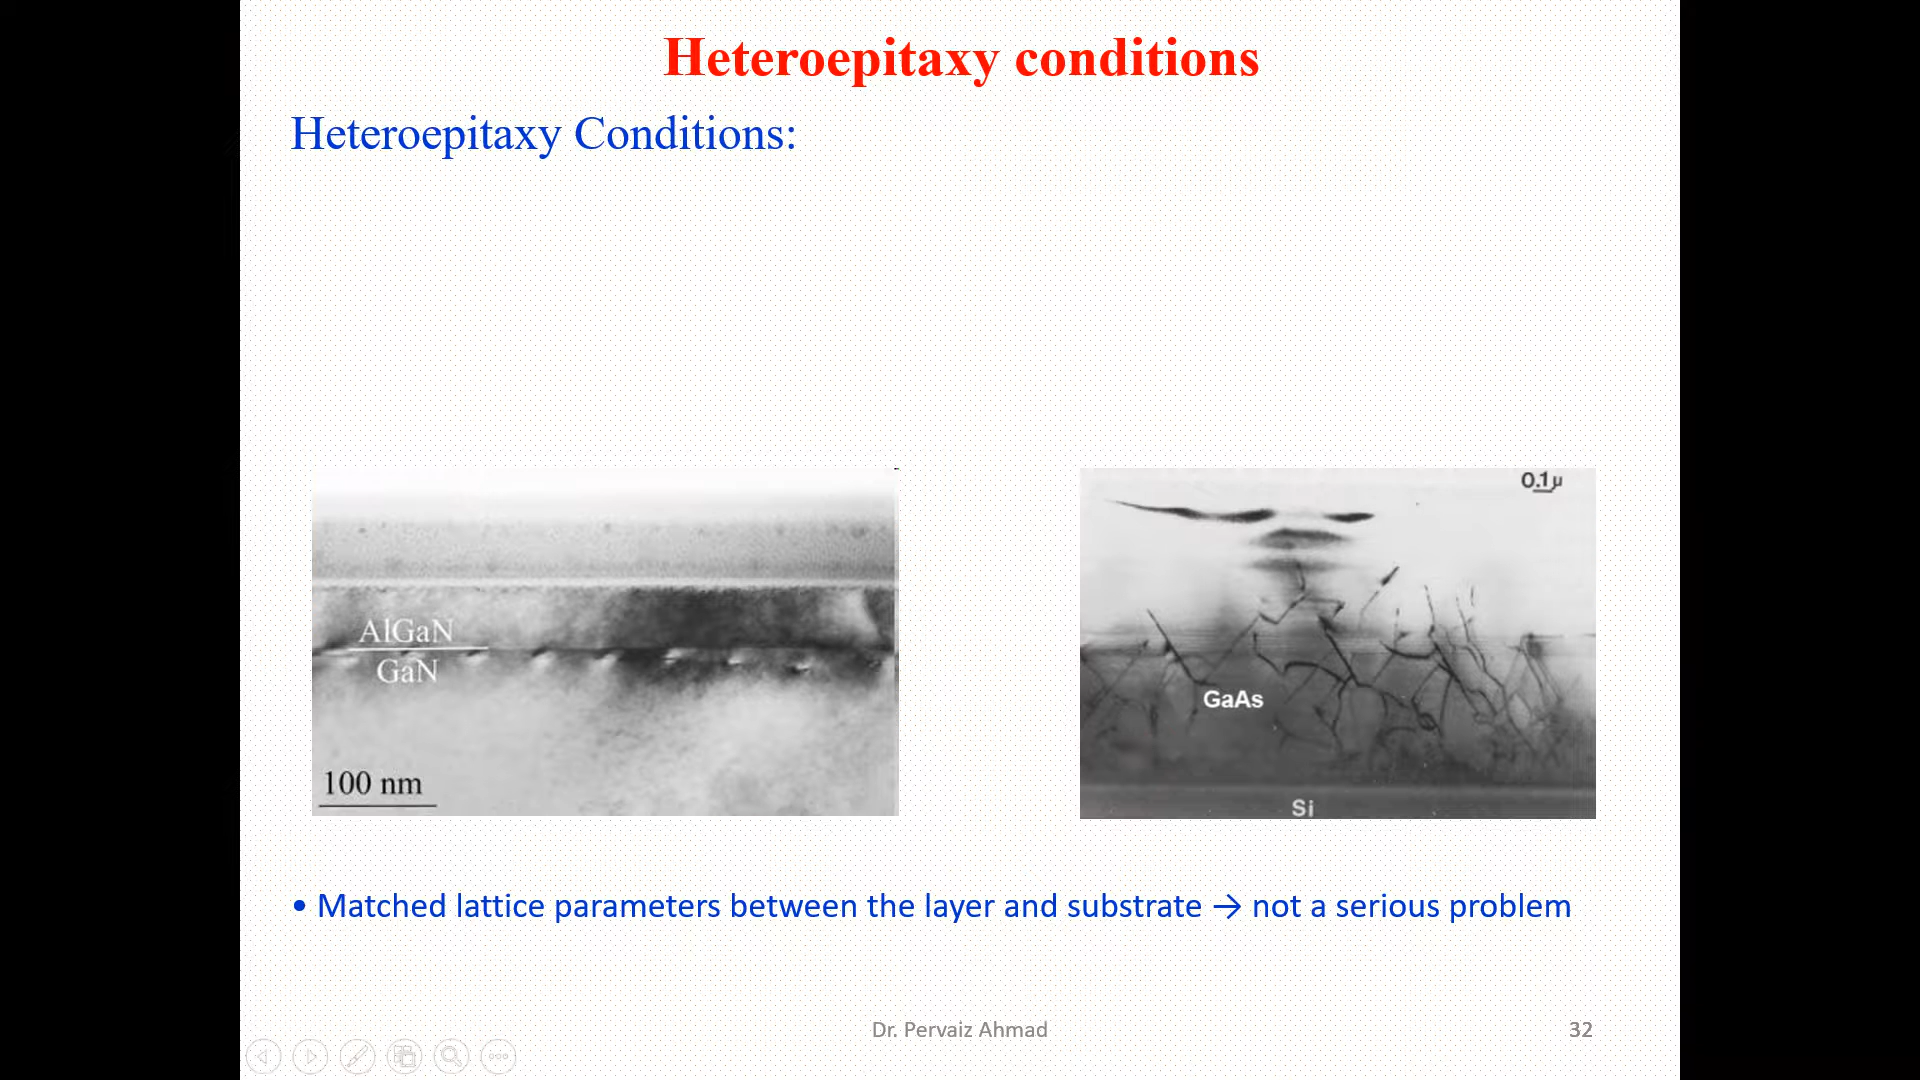 Heteroepitaxy conditions
Heteroepitaxy Conditions:
0.1μ
AlGaN
GaN
GaAs
100 nm
Si
• Matched lattice parameters between the layer and substrate → not a serious problem
Dr. Pervaiz Ahmad
32